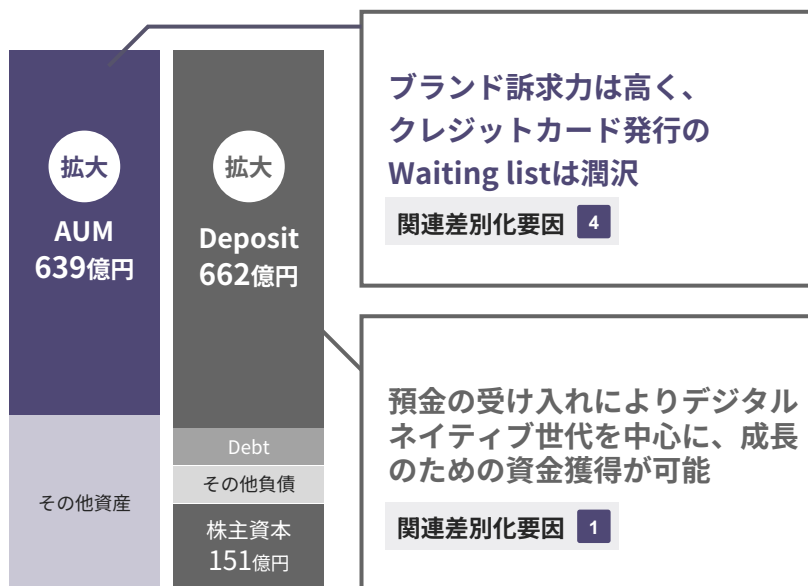 拡大
AUM
639億円
その他資産
拡大
Deposit
662億円
Debt
その他負債
株主資本
151億円
ブランド訴求力は高く、
クレジットカード発行の
Waiting listは潤沢
関連差別化要因 4
預金の受け入れによりデジタル
ネイティブ世代を中心に、成長
のための資金獲得が可能
関連差別化要因 1